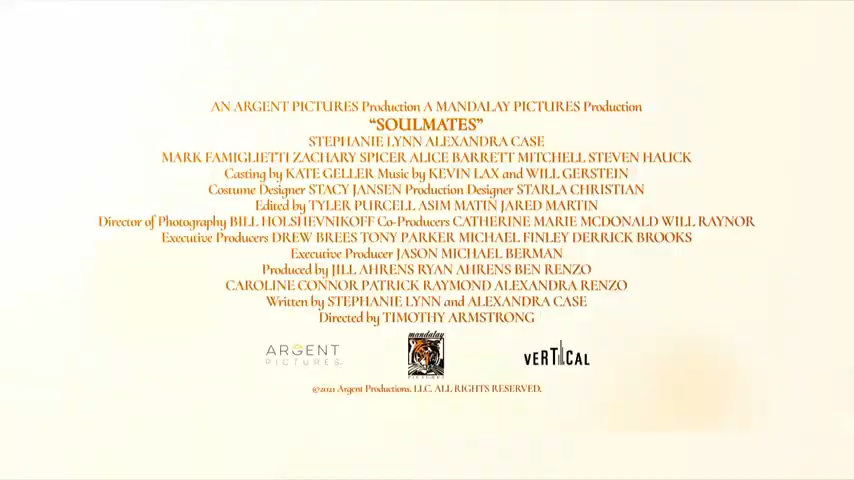 AN ARGENT PICTURES Production A MANDALAY PICTURES Production
“SOULMATES”
STEPHANIE LYNN ALEXANDRA CASE
MARK FAMIGLIETTI ZACHARY SPICER ALICE BARRETT MITCHELL STEVEN HAUCK
Casting by KATE GELLER Music by KEVIN LAX and WILL GERSTEIN
Costume Designer STACY JANSEN Production Designer STARLA CHRISTIAN
Edited by TYLER PURCELL ASIM MATIN JARED MARTIN
Director of Photography BILL HOLSHEVNIKOFF Co-Producers CATHERINE MARIE MCDONALD WILL RAYNOR
Executive Producers DREW BREES TONY PARKER MICHAEL FINLEY DERRICK BROOKS
Executive Producer JASON MICHAEL BERMAN
Produced by JILL AHRENS RYAN AHRENS BEN RENZO
CAROLINE CONNOR PATRICK RAYMOND ALEXANDRA RENZO
Written by STEPHANIE LYNN and ALEXANDRA CASE
Directed by TIMOTHY ARMSTRONG
ARGENT PICTURES
mandalay PICTURES
VERTICAL
©2021 Argent Productions. LLC. ALL RIGHTS RESERVED.